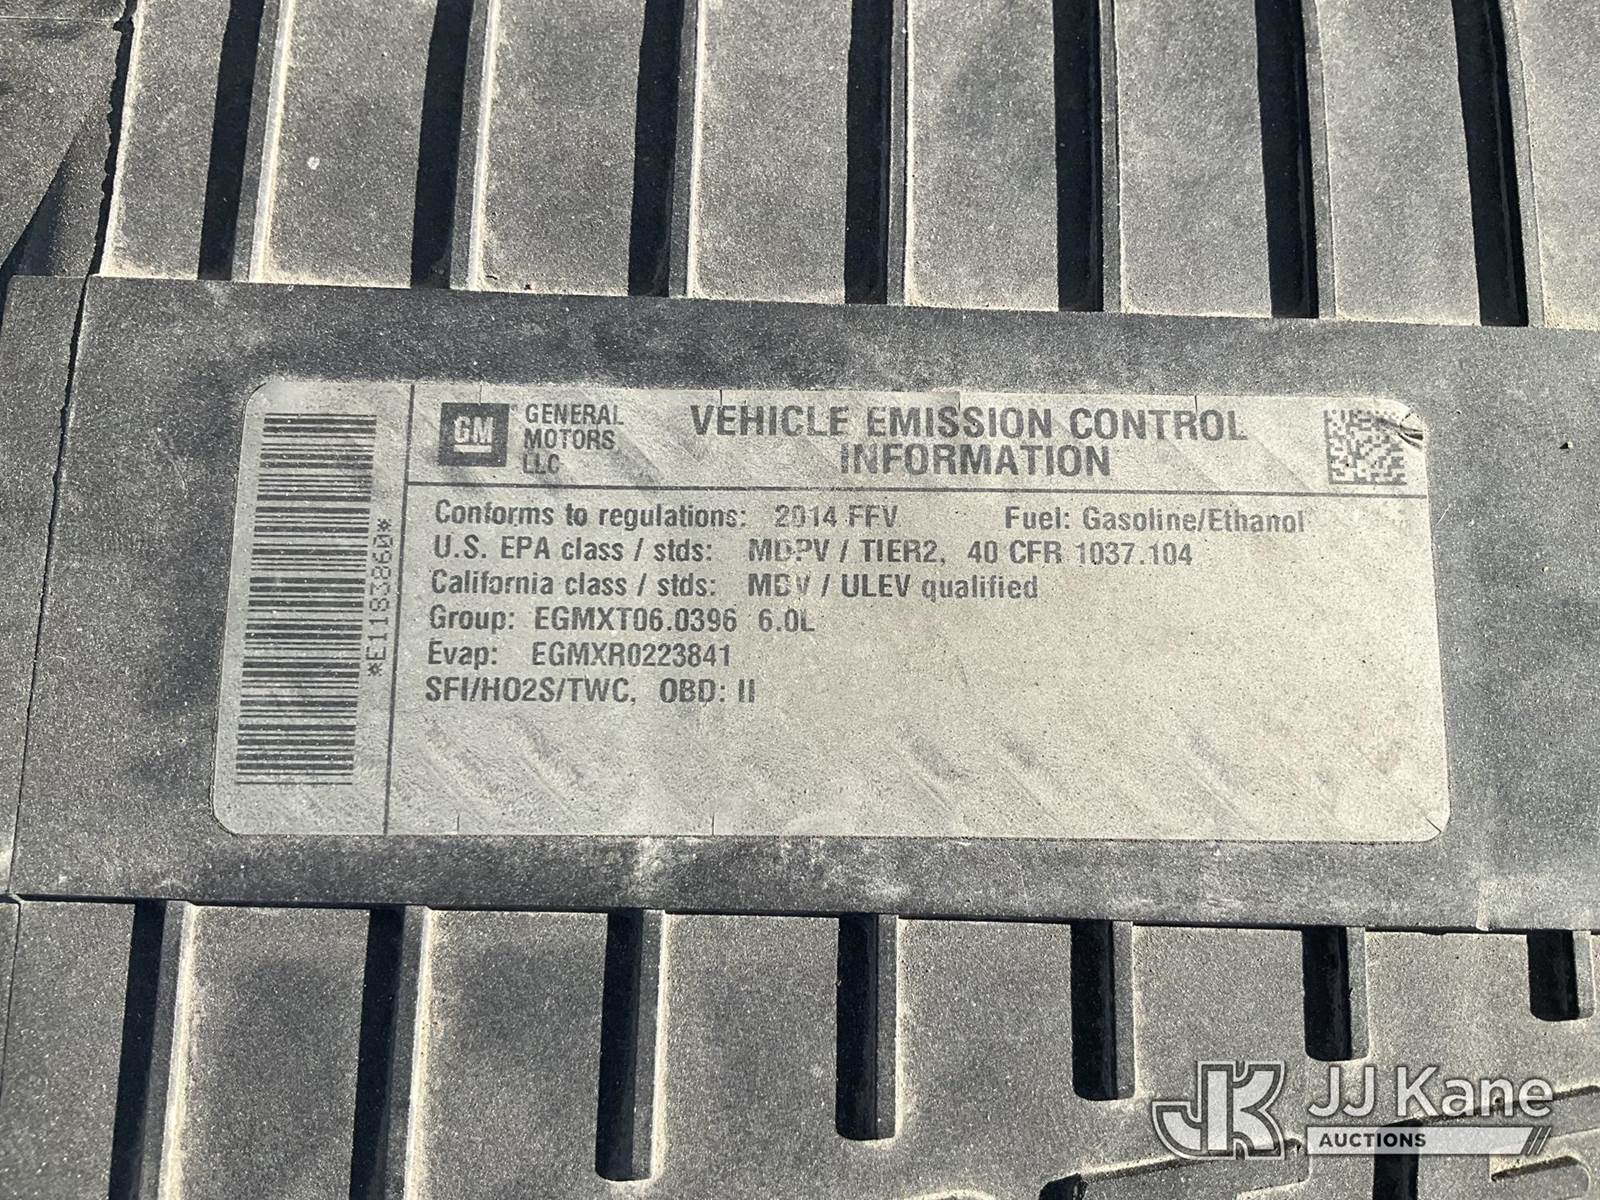 GM
GENERAL
MOTORS
LLC
VEHICLE EMISSION CONTROL
INFORMATION
Conforms to regulations: 2014 FFV Fuel: Gasoline/Ethanol
U.S. EPA class / stds: MDPV / TIER2, 40 CFR 1037.104
California class / stds: MDV / ULEV qualified
Group: EGMXT06.0396 6.0L
Evap: EGMXR0223841
SFI/HO2S/TWC, OBD: II
*E11838609*
JK JJ Kane
AUCTIONS